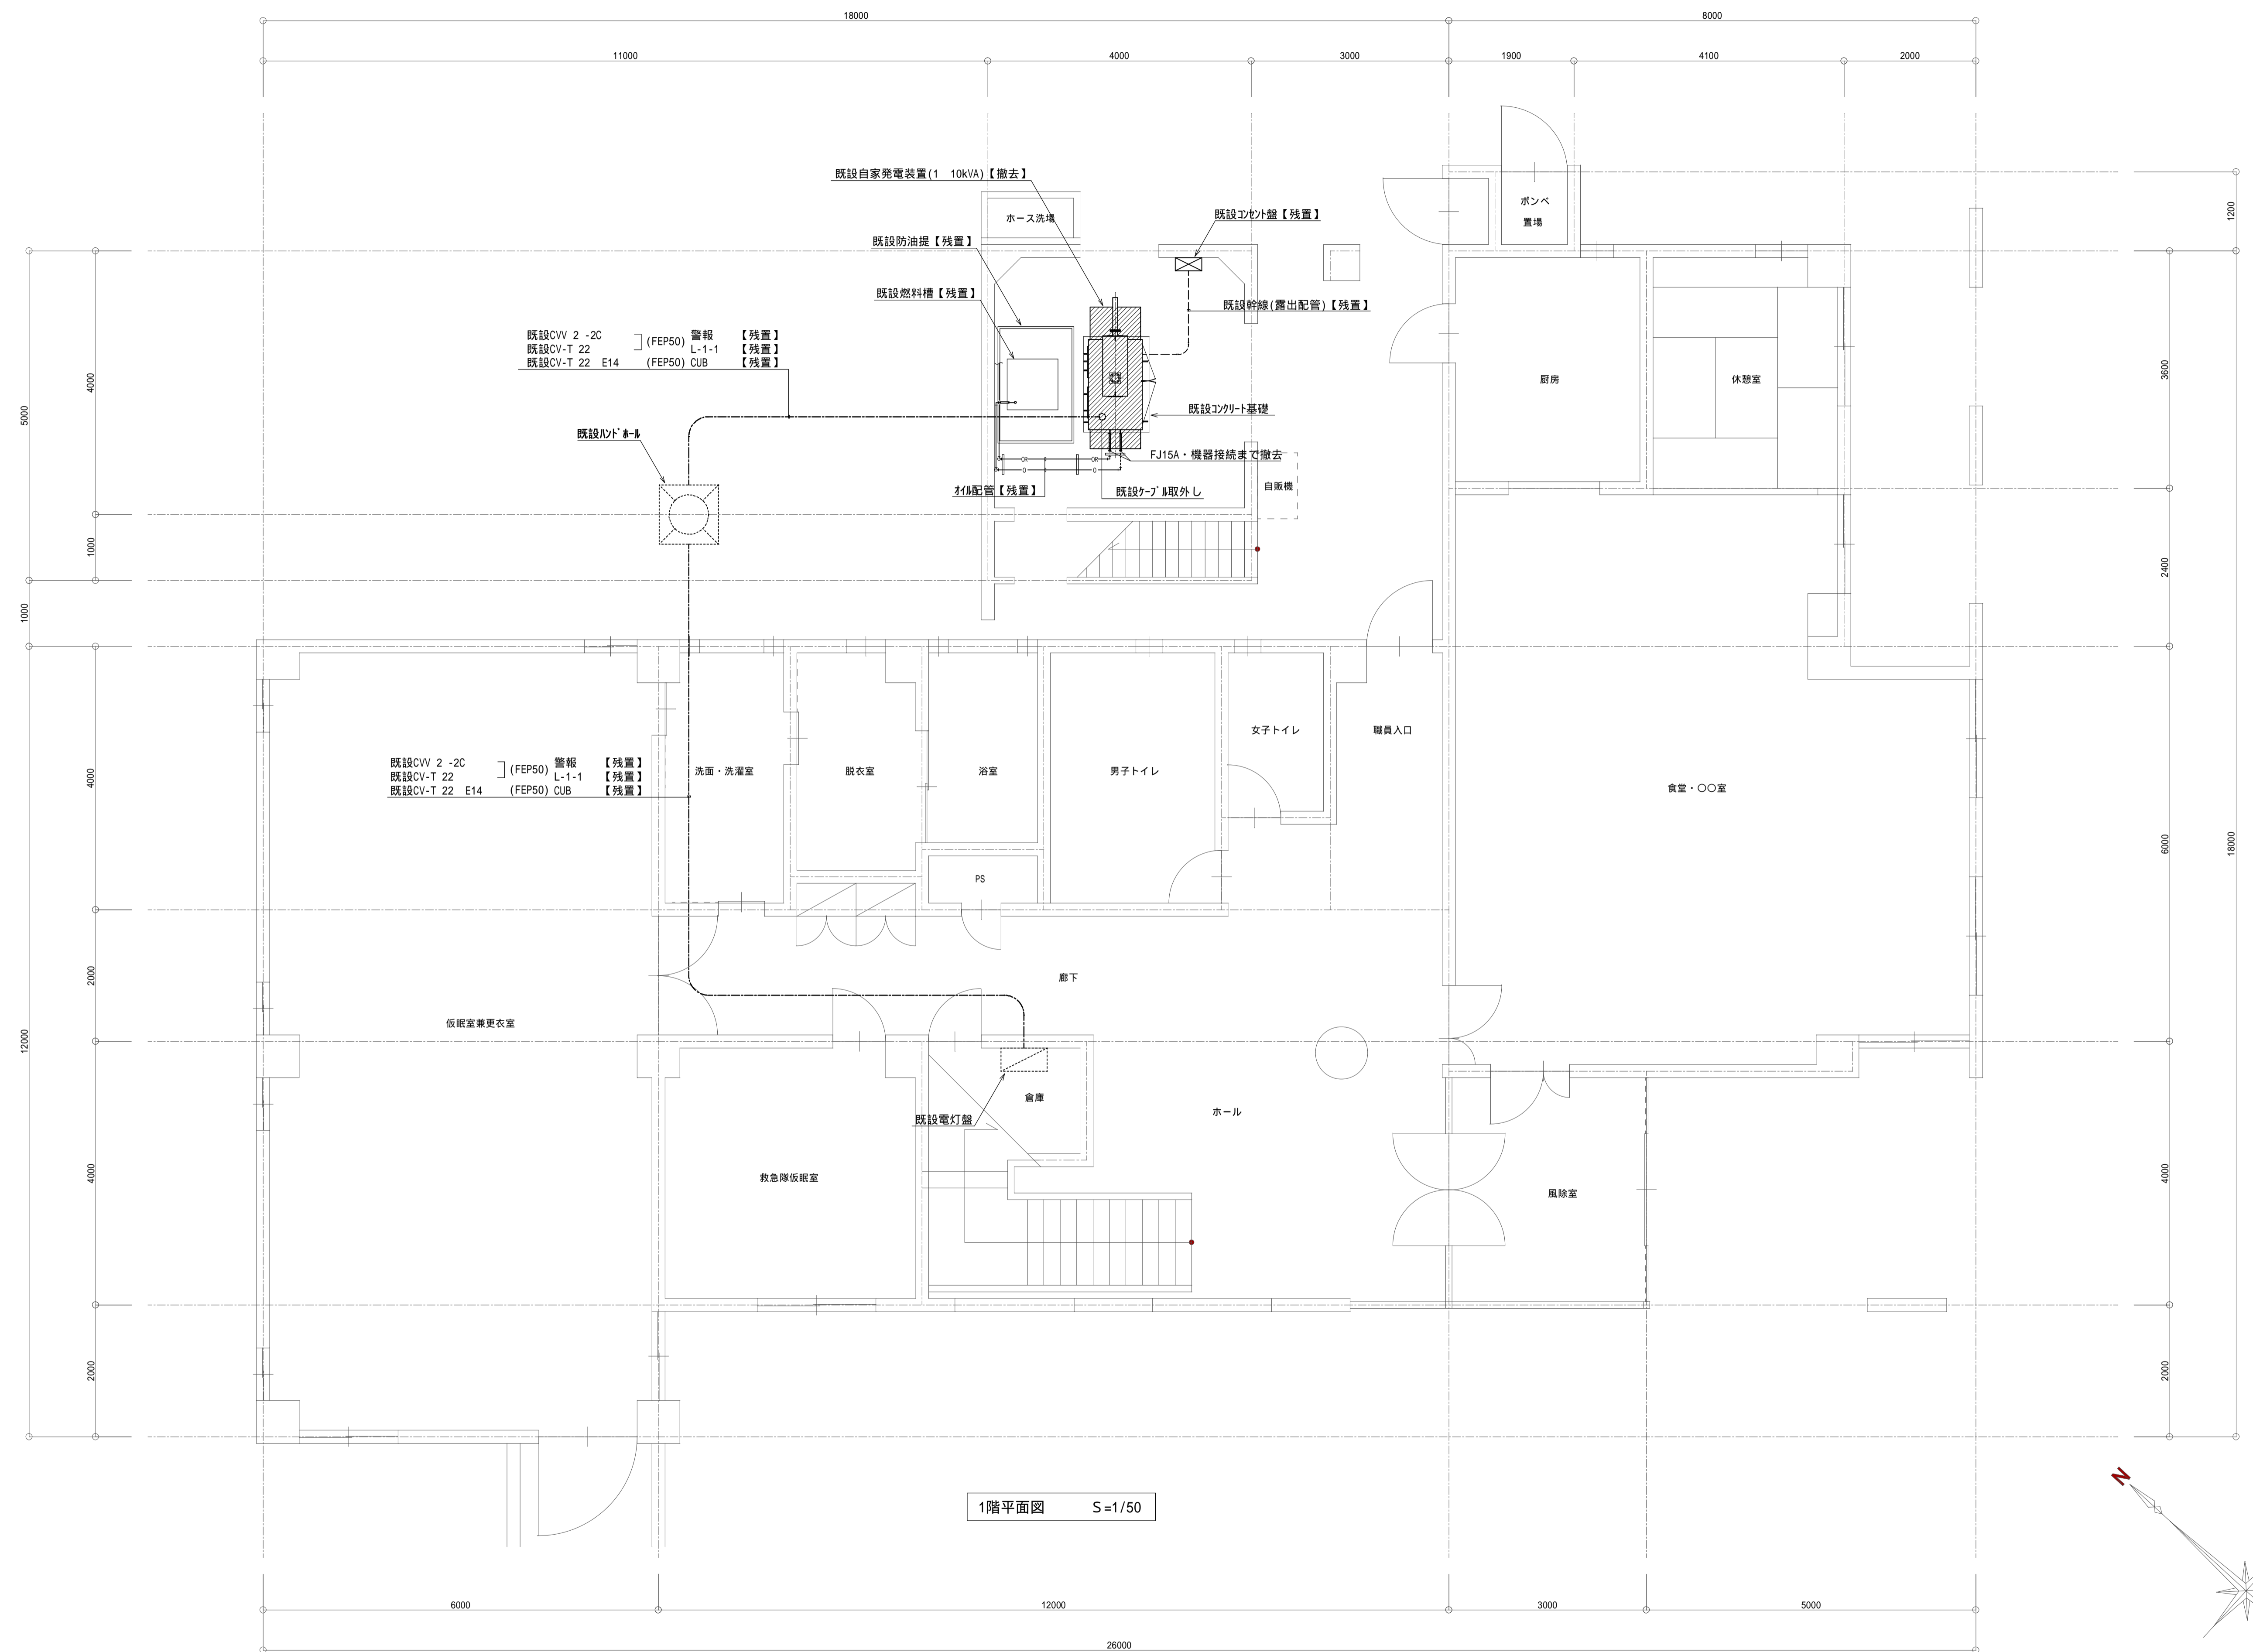 18000
8000
11000
4000
3000
1900
4100
2000
既設自家発電装置(1 10kVA)【撤去】
ホース洗場
既設コンセント盤【残置】
ボンベ
置場
1200
既設防油提【残置】
既設燃料槽【残置】
既設幹線(露出配管)【残置】
既設CVV 2 -2C (FEP50) 警報 【残置】
既設CV-T 22 L-1-1 【残置】
既設CV-T 22 E14 (FEP50) CUB 【残置】
4000
5000
3600
厨房
休憩室
既設コンクリート基礎
既設ハンドホール
FJ15A・機器接続まで撤去
OR
OR
O
O
オイル配管【残置】
既設ケーブル取外し
自販機
1000
2400
1000
女子トイレ
職員入口
既設CVV 2 -2C (FEP50) 警報 【残置】
既設CV-T 22 L-1-1 【残置】
既設CV-T 22 E14 (FEP50) CUB 【残置】
洗面・洗濯室
脱衣室
浴室
男子トイレ
4000
食堂・〇〇室
6000
18000
PS
廊下
2000
12000
仮眠室兼更衣室
倉庫
ホール
既設電灯盤
救急隊仮眠室
風除室
4000
4000
2000
2000
N
1階平面図 S=1/50
6000
12000
3000
5000
26000